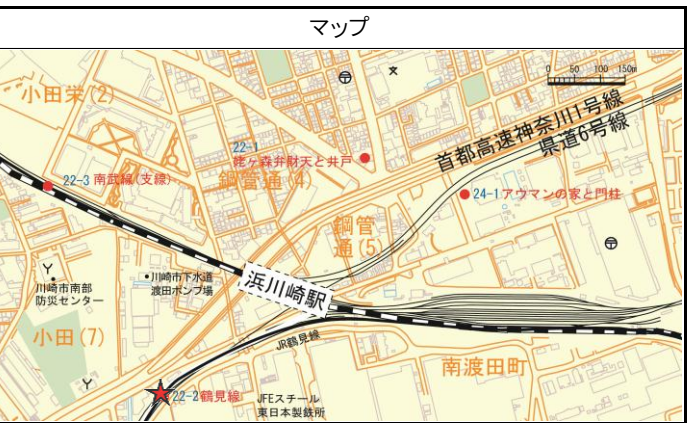 マップ
0 50 100 150m
小田栄(2)
文
首都高速神奈川1号線
県道6号線
22-1
姥ヶ森弁財天と井戸
鋼管通(4)
22-3 南武線(支線)
24-1アウマンの家と門柱
鋼管
通(5)
川崎市下水道
渡田ポンプ場
浜川崎駅
川崎市南部
防災センター
小田(7)
JR鶴見線
南渡田町
22-2鶴見線
JFEスチール
東日本製鉄所